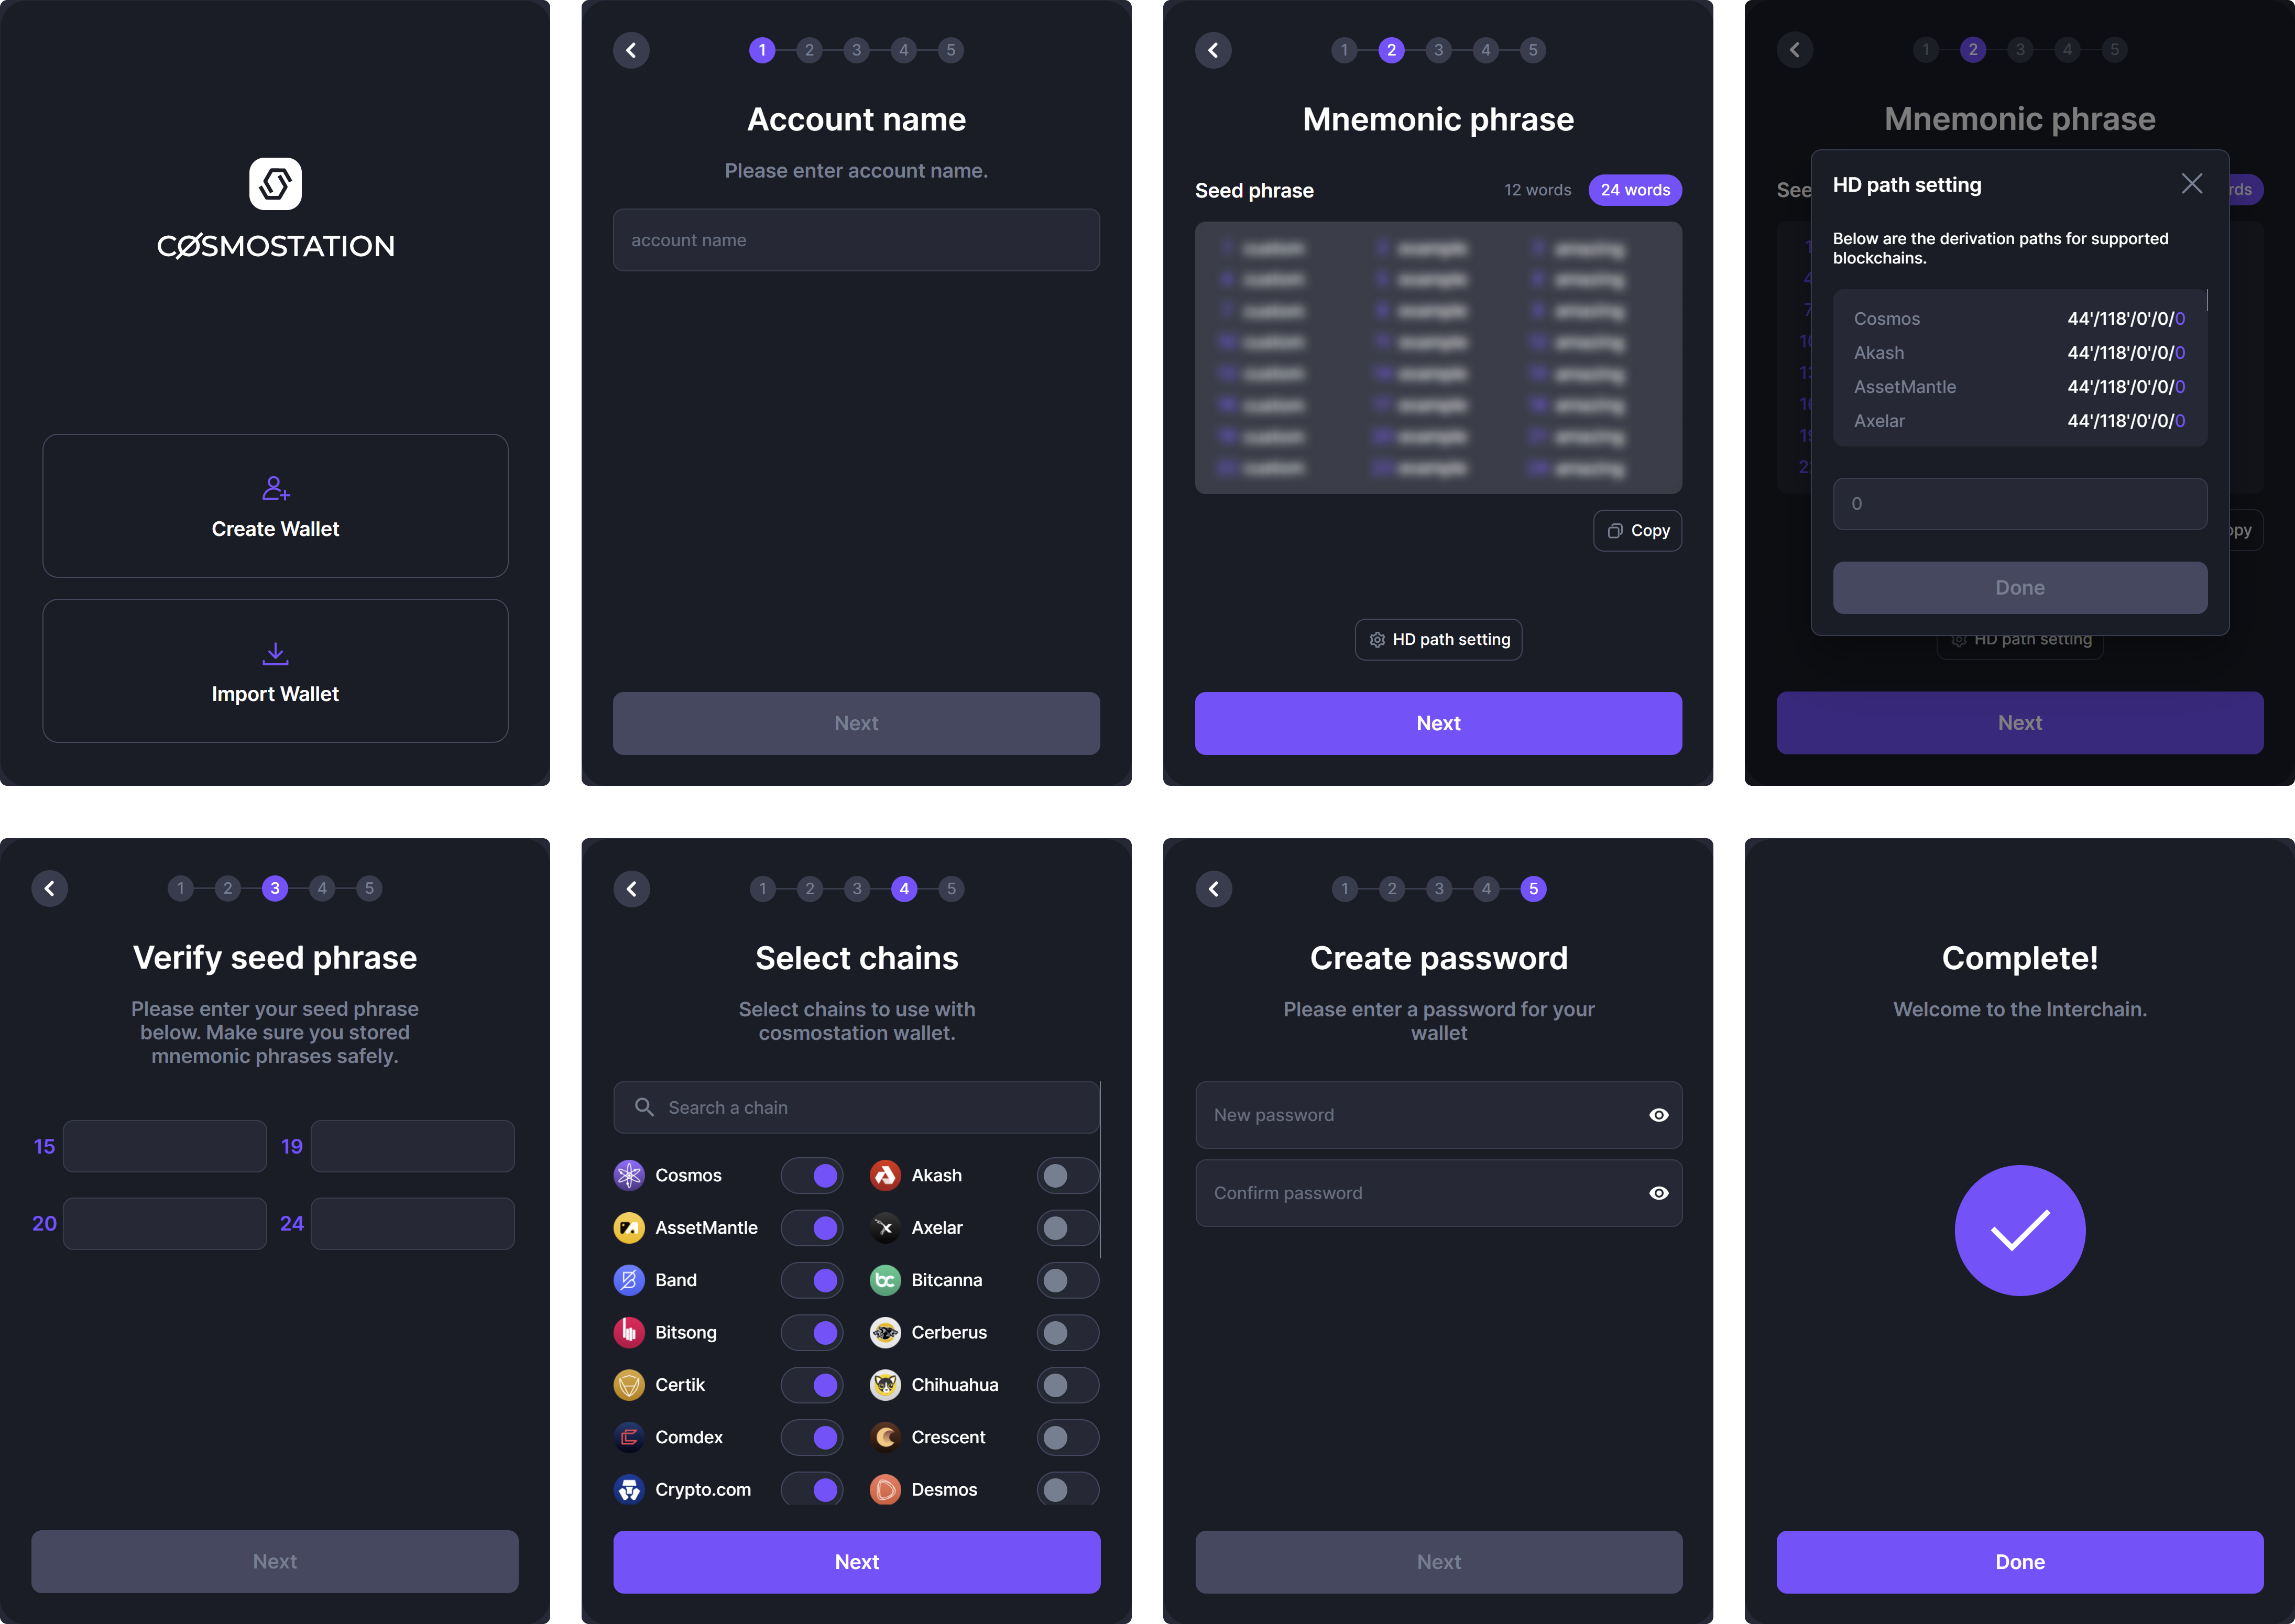 COSMOSTATION
Create Wallet
Import Wallet
1 2 3 4 5
Account name
Please enter account name.
account name
Next
1 2 3 4 5
Mnemonic phrase
Seed phrase 12 words 24 words
Copy
HD path setting
Next
1 2 3 4 5
Mnemonic phrase
HD path setting
Below are the derivation paths for supported
blockchains.
Cosmos 44'/118'/0'/0/0
Akash 44'/118'/0'/0/0
AssetMantle 44'/118'/0'/0/0
Axelar 44'/118'/0'/0/0
0
Done
HD path setting
Next
1 2 3 4 5
Verify seed phrase
Please enter your seed phrase
below. Make sure you stored
mnemonic phrases safely.
15 19
20 24
Next
1 2 3 4 5
Select chains
Select chains to use with
cosmostation wallet.
Search a chain
Cosmos Akash
AssetMantle Axelar
Band bc Bitcanna
Bitsong Cerberus
Certik Chihuahua
Comdex Crescent
Crypto.com Desmos
Next
1 2 3 4 5
Create password
Please enter a password for your
wallet
New password
Confirm password
Next
Complete!
Welcome to the Interchain.
Done